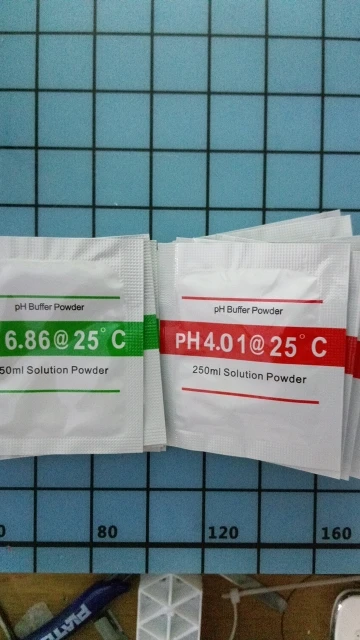 pH Buffer Powder
6.86@25°C
50ml Solution Powder
pH Buffer Powder
PH4.01@25°C
250ml Solution Powder
0 80 120 160